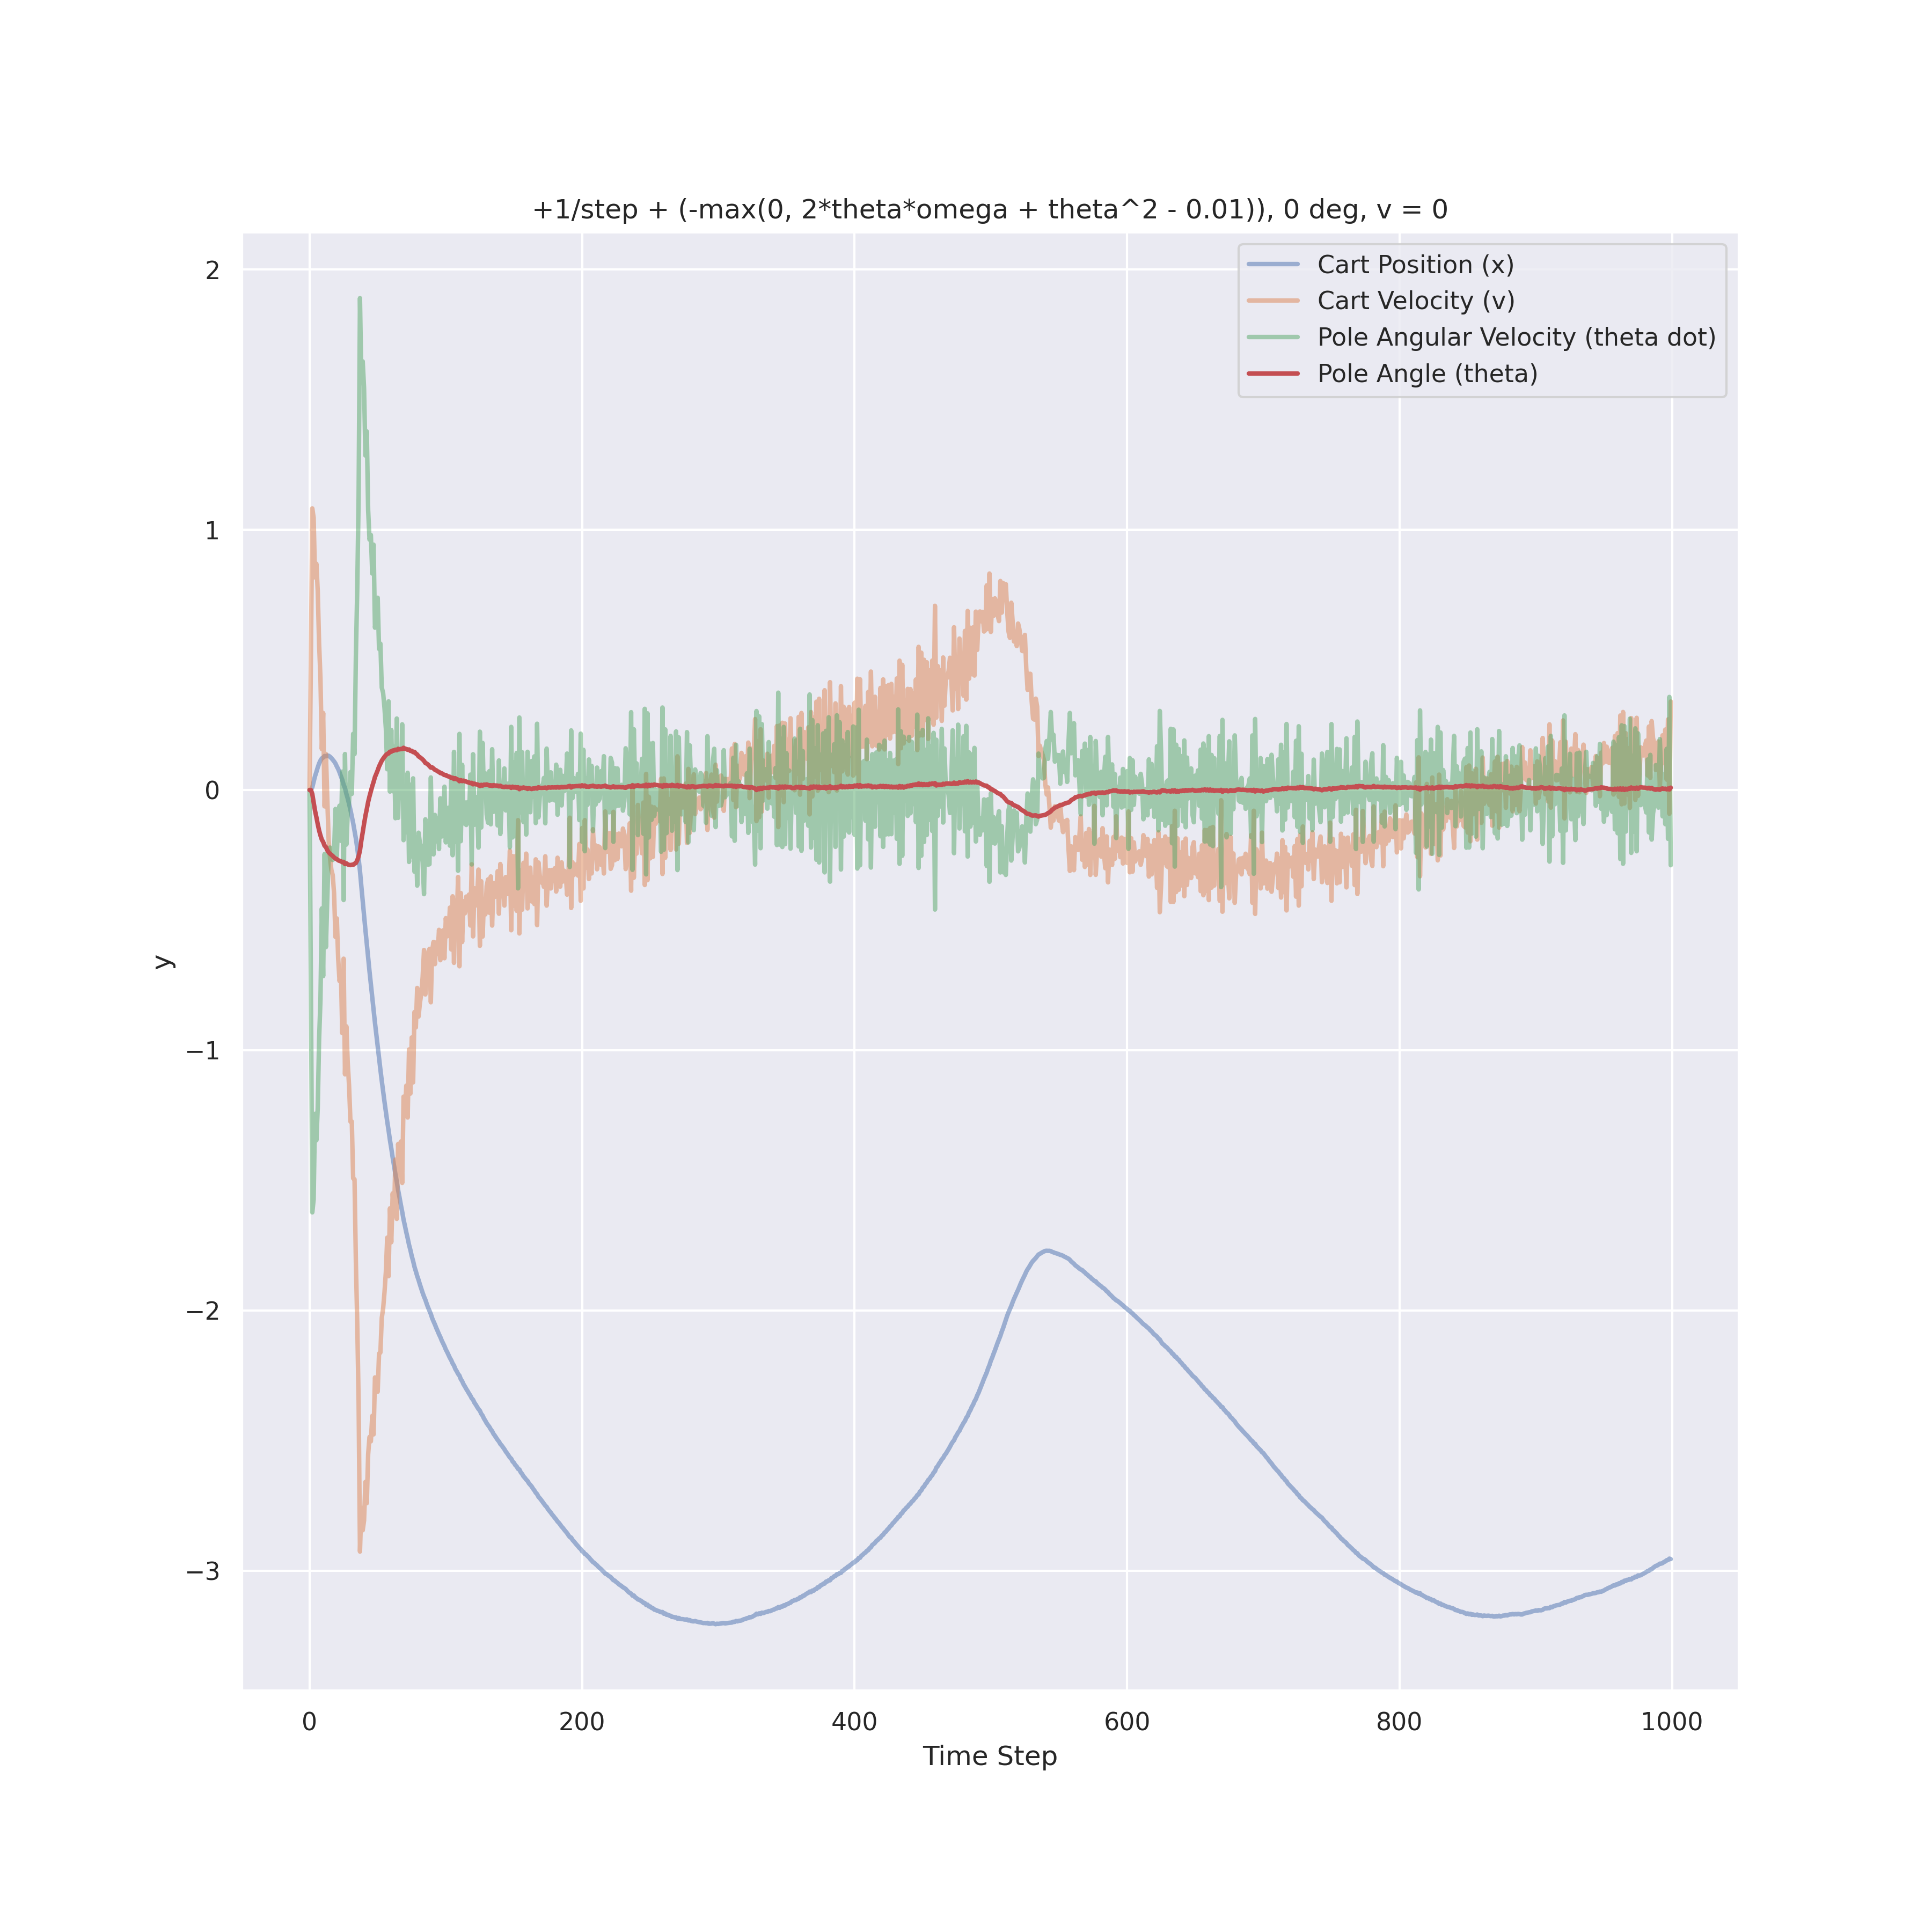 +1/step + (-max(0, 2*theta*omega + theta^2 - 0.01)), 0 deg, v = 0
Cart Position (x)
Cart Velocity (v)
Pole Angular Velocity (theta dot)
Pole Angle (theta)
2
1
0
−1
−2
−3
y
0 200 400 600 800 1000
Time Step